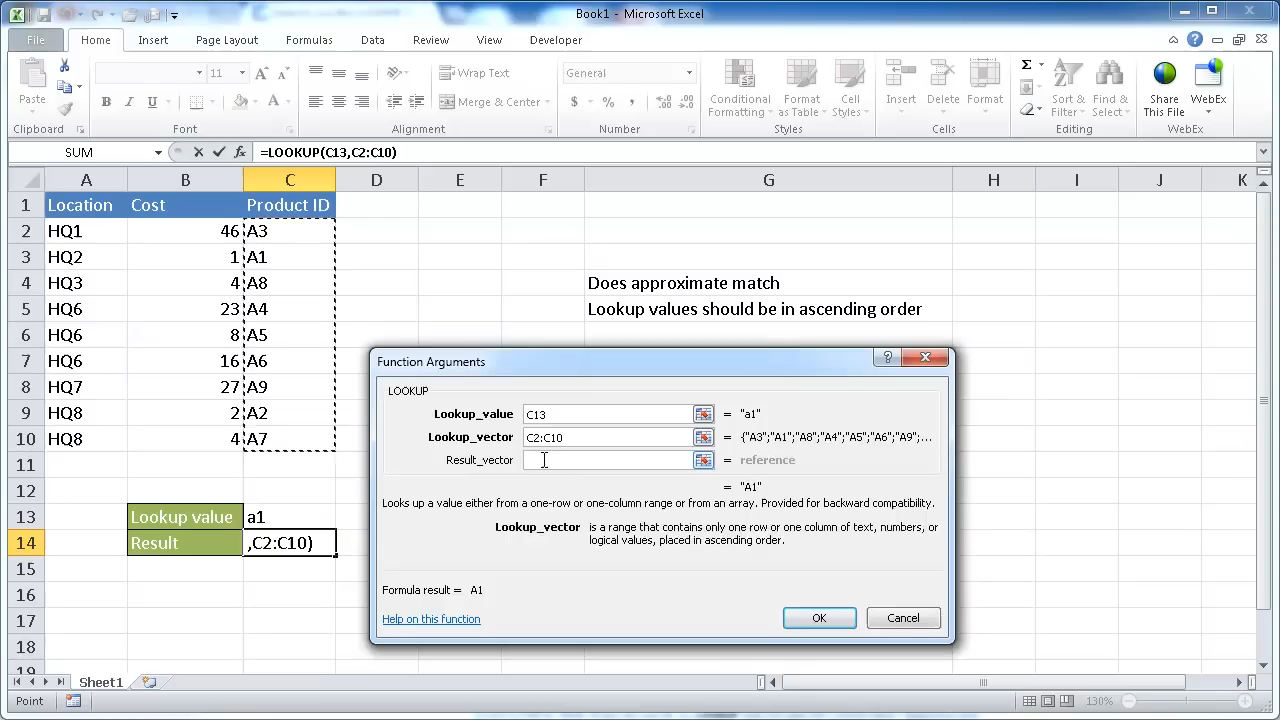 Book1 - Microsoft Excel
File Home Insert Page Layout Formulas Data Review View Developer
11 Wrap Text General
Paste B I U Merge & Center $ % , Conditional Formatting Format as Table Cell Styles Insert Delete Format Σ Sort & Filter Find & Select Share This File WebEx
Clipboard Font Alignment Number Styles Cells Editing WebEx
SUM fx =LOOKUP(C13,C2:C10)
A B C D E F G H I J K
1 Location Cost Product ID
2 HQ1 46 A3
3 HQ2 1 A1
4 HQ3 4 A8 Does approximate match
5 HQ6 23 A4 Lookup values should be in ascending order
6 HQ6 8 A5
7 HQ6 16 A6
8 HQ7 27 A9
9 HQ8 2 A2
10 HQ8 4 A7
11
12
13 Lookup value a1
14 Result ,C2:C10)
15
16
17
18
19
Function Arguments ?
LOOKUP
Lookup_value C13 = "a1"
Lookup_vector C2:C10 = {"A3";"A1";"A8";"A4";"A5";"A6";"A9";...
Result_vector = reference
= "A1"
Looks up a value either from a one-row or one-column range or from an array. Provided for backward compatibility.
Lookup_vector is a range that contains only one row or one column of text, numbers, or
logical values, placed in ascending order.
Formula result = A1
Help on this function OK Cancel
Sheet1
Point 130%